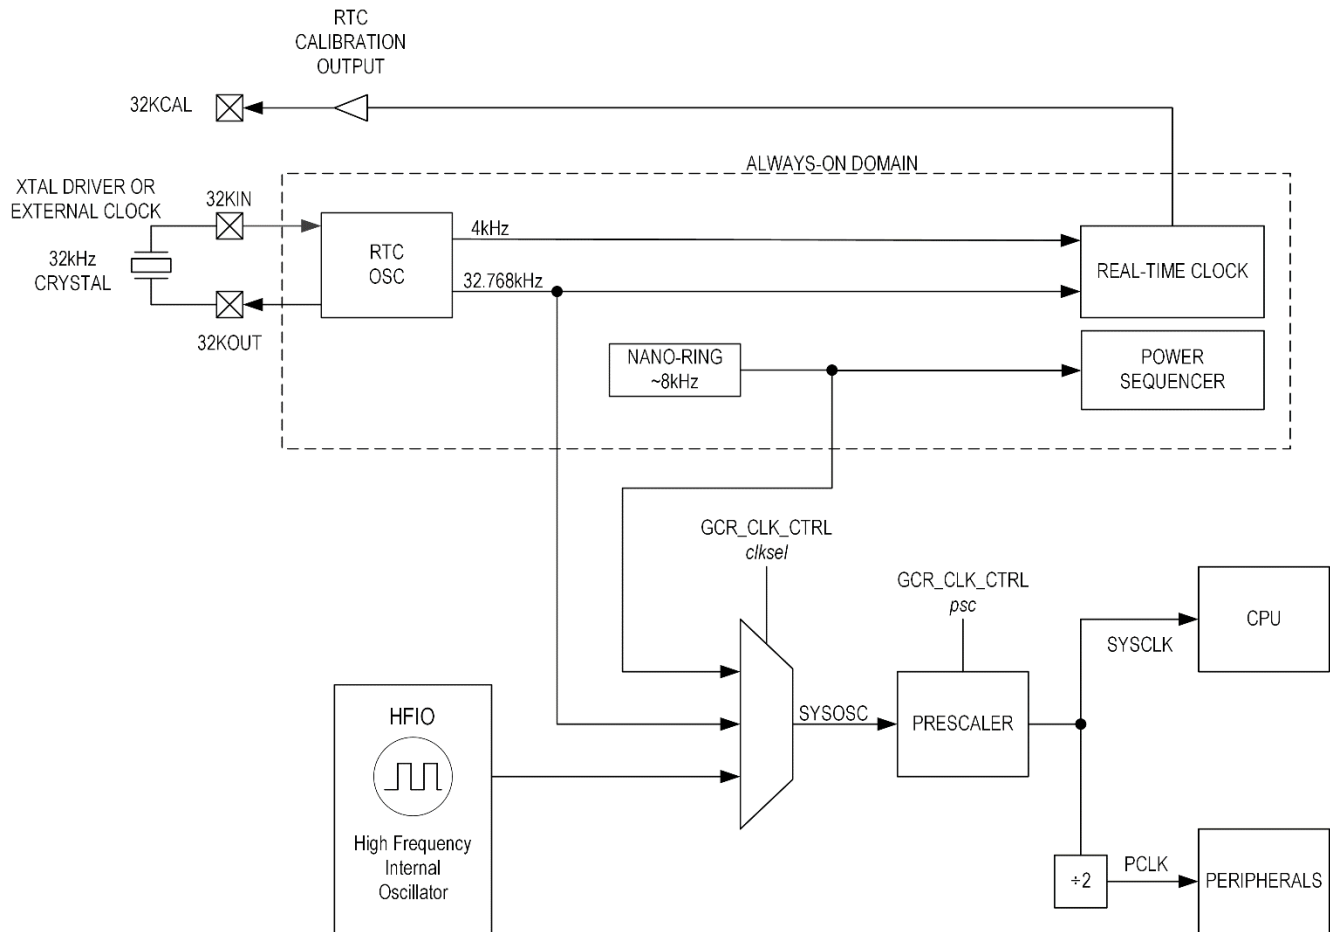 RTC
CALIBRATION
OUTPUT
32KCAL
ALWAYS-ON DOMAIN
XTAL DRIVER OR
EXTERNAL CLOCK
32KIN
32kHz
CRYSTAL
32KOUT
RTC
OSC
4kHz
32.768kHz
REAL-TIME CLOCK
NANO-RING
~8kHz
POWER
SEQUENCER
GCR_CLK_CTRL
clksel
GCR_CLK_CTRL
psc
CPU
SYSCLK
HFIO
High Frequency
Internal
Oscillator
SYSOSC
PRESCALER
÷2
PCLK
PERIPHERALS